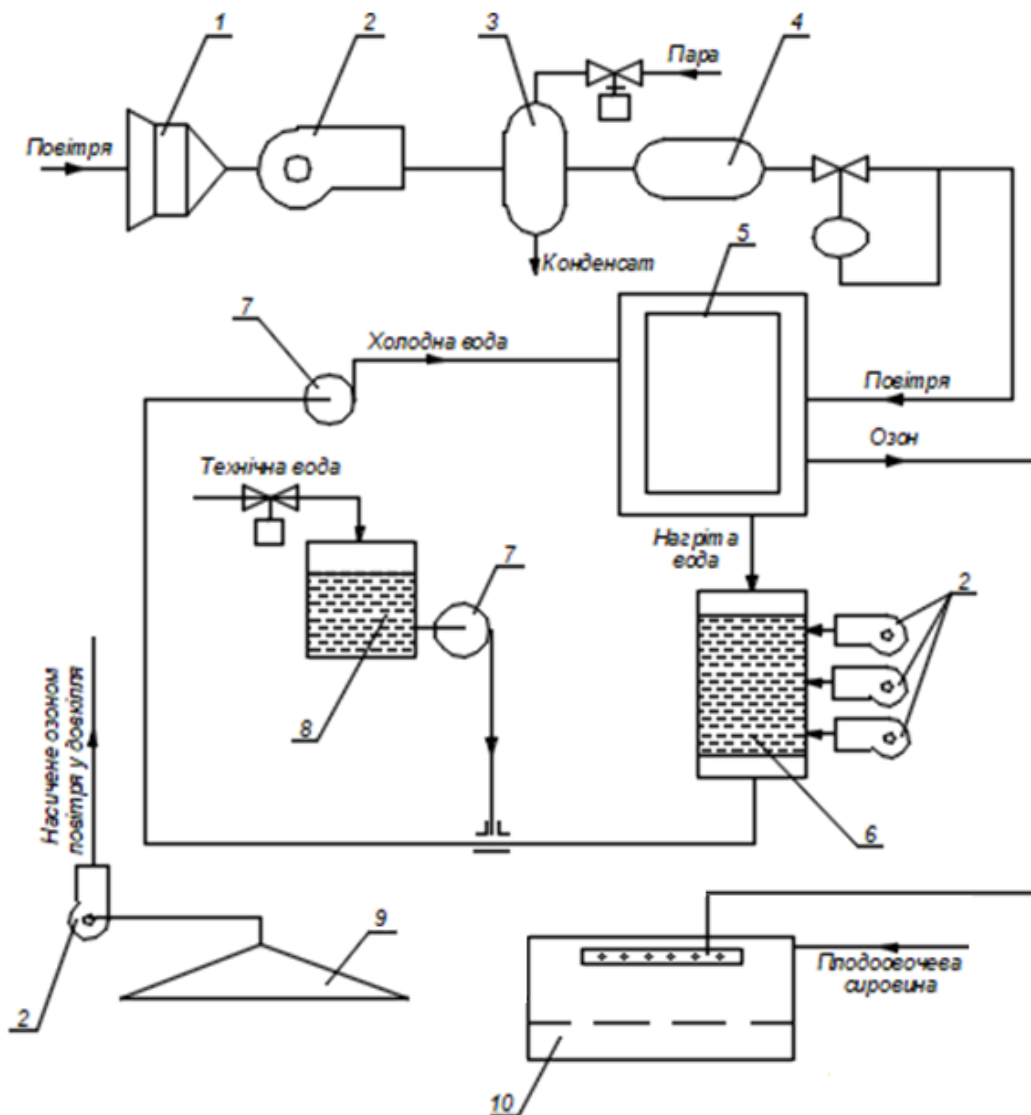 1
2
3
4
Пара
Повітря
Конденсат
5
7
Холодна вода
Повітря
Озон
Технічна вода
Нагріта
вода
7
2
8
6
Насичене озоном
повітря у довкілля
9
2
Плодоовочева
сировина
10